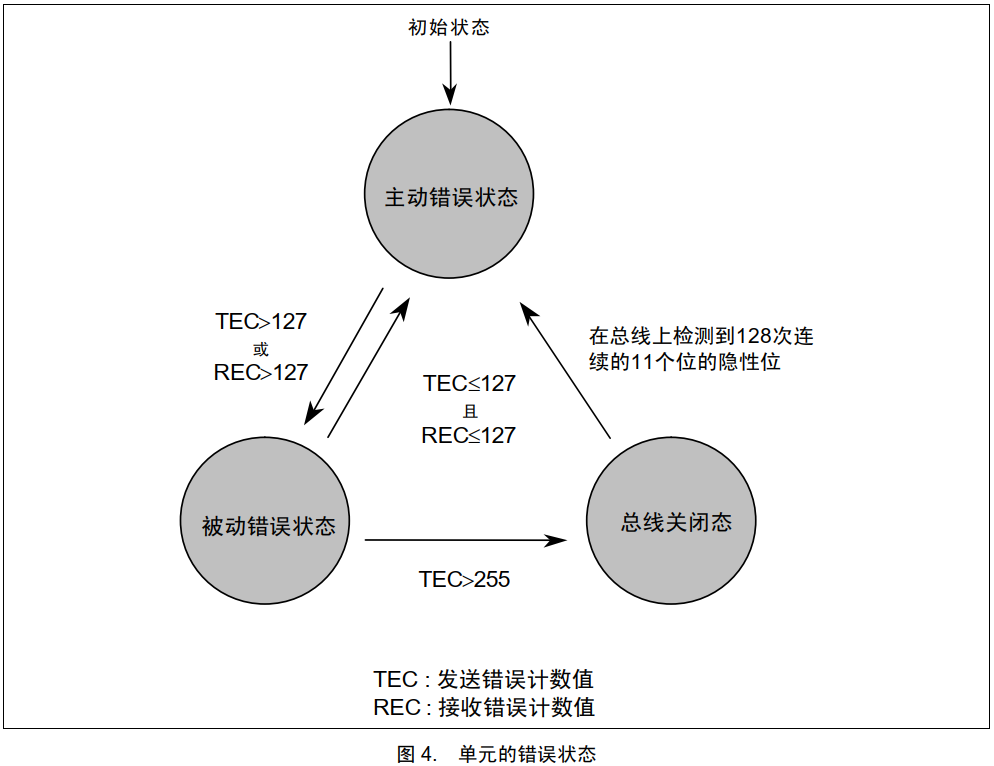 初始状态
主动错误状态
TEC>127
或
REC>127
在总线上检测到128次连
续的11个位的隐性位
TEC≤127
且
REC≤127
被动错误状态
总线关闭态
TEC>255
TEC : 发送错误计数值
REC : 接收错误计数值
图 4. 单元的错误状态